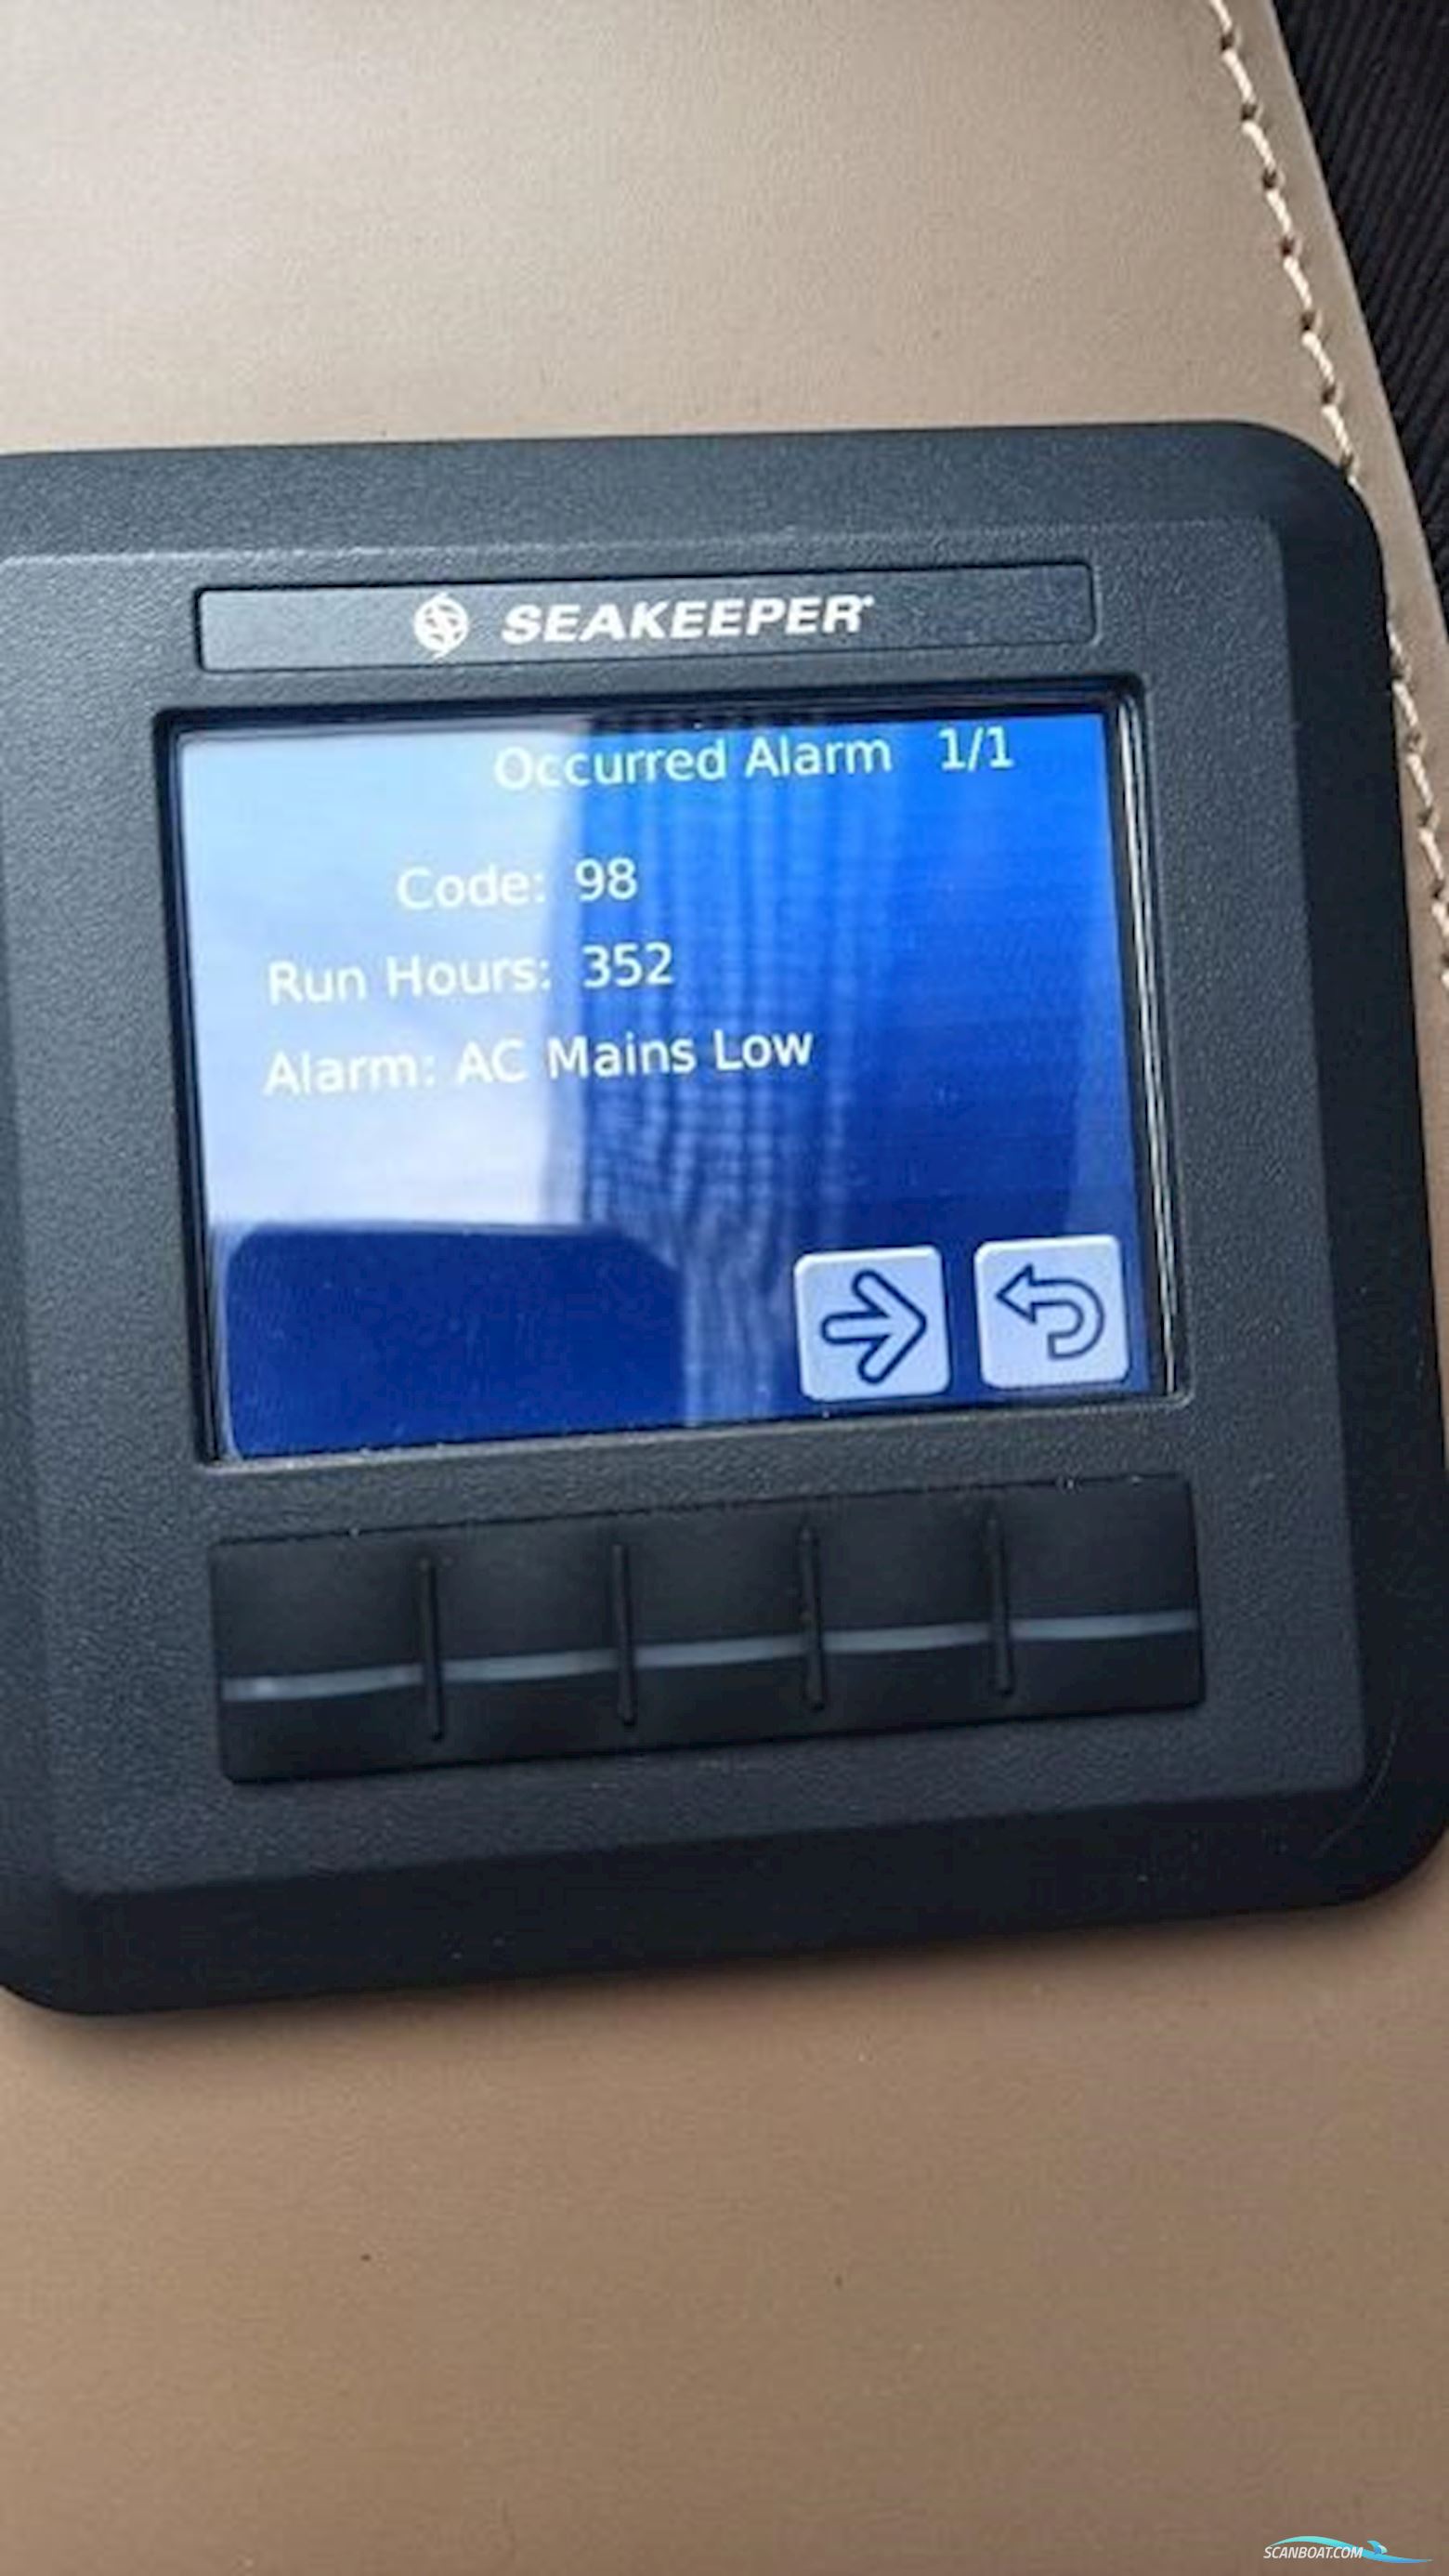 SEAKEEPER
Occurred Alarm 1/1
Code: 98
Run Hours: 352
Alarm: AC Mains Low
SCANBOAT.COM